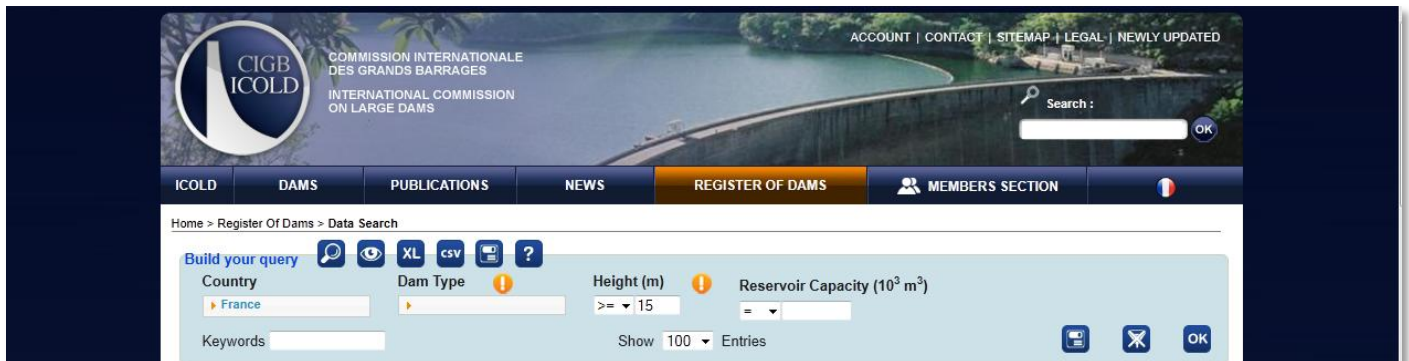 ACCOUNT | CONTACT | SITEMAP | LEGAL | NEWLY UPDATED
CIGB
ICOLD
COMMISSION INTERNATIONALE
DES GRANDS BARRAGES
INTERNATIONAL COMMISSION
ON LARGE DAMS
Search :
OK
ICOLD DAMS PUBLICATIONS NEWS REGISTER OF DAMS MEMBERS SECTION
Home > Register Of Dams > Data Search
Build your query XL csv ?
Country Dam Type ! Height (m) ! Reservoir Capacity (10³ m³)
France >= 15 =
Keywords Show 100 Entries OK